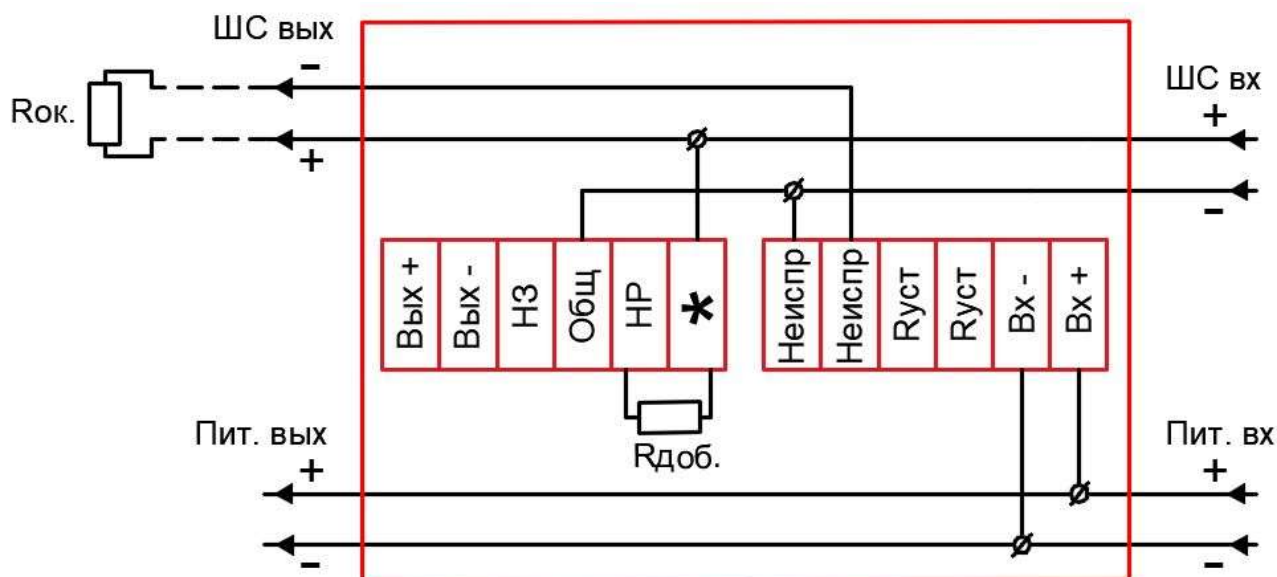 ШС вых
-
Rок.
+
ШС вх
+
-
Вых +
Вых -
НЗ
Общ
НР
*
Неиспр
Неиспр
Rуст
Rуст
Вх -
Вх +
Rдоб.
Пит. вых
+
-
Пит. вх
+
-